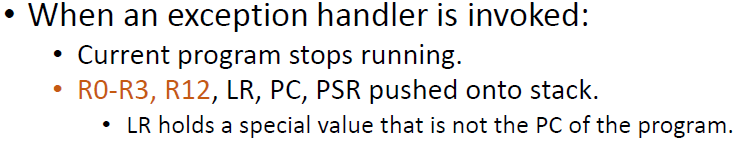 • When an exception handler is invoked:
• Current program stops running.
• R0-R3, R12, LR, PC, PSR pushed onto stack.
• LR holds a special value that is not the PC of the program.